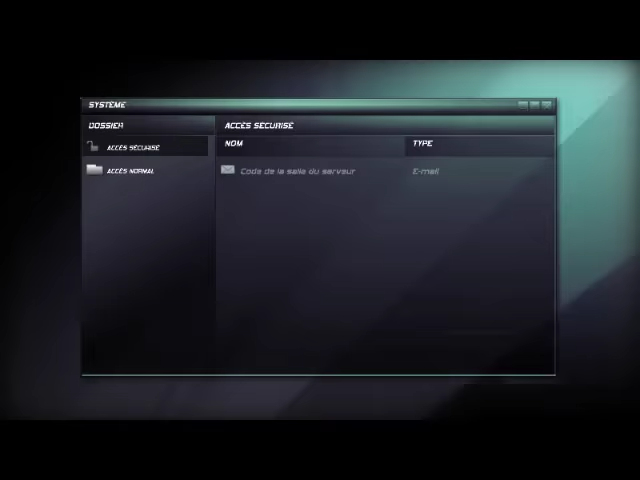 SYSTÈME
DOSSIER
ACCÈS SÉCURISÉ
NOM
TYPE
ACCÈS SÉCURISÉ
Code de la salle du serveur
E-mail
ACCÈS NORMAL